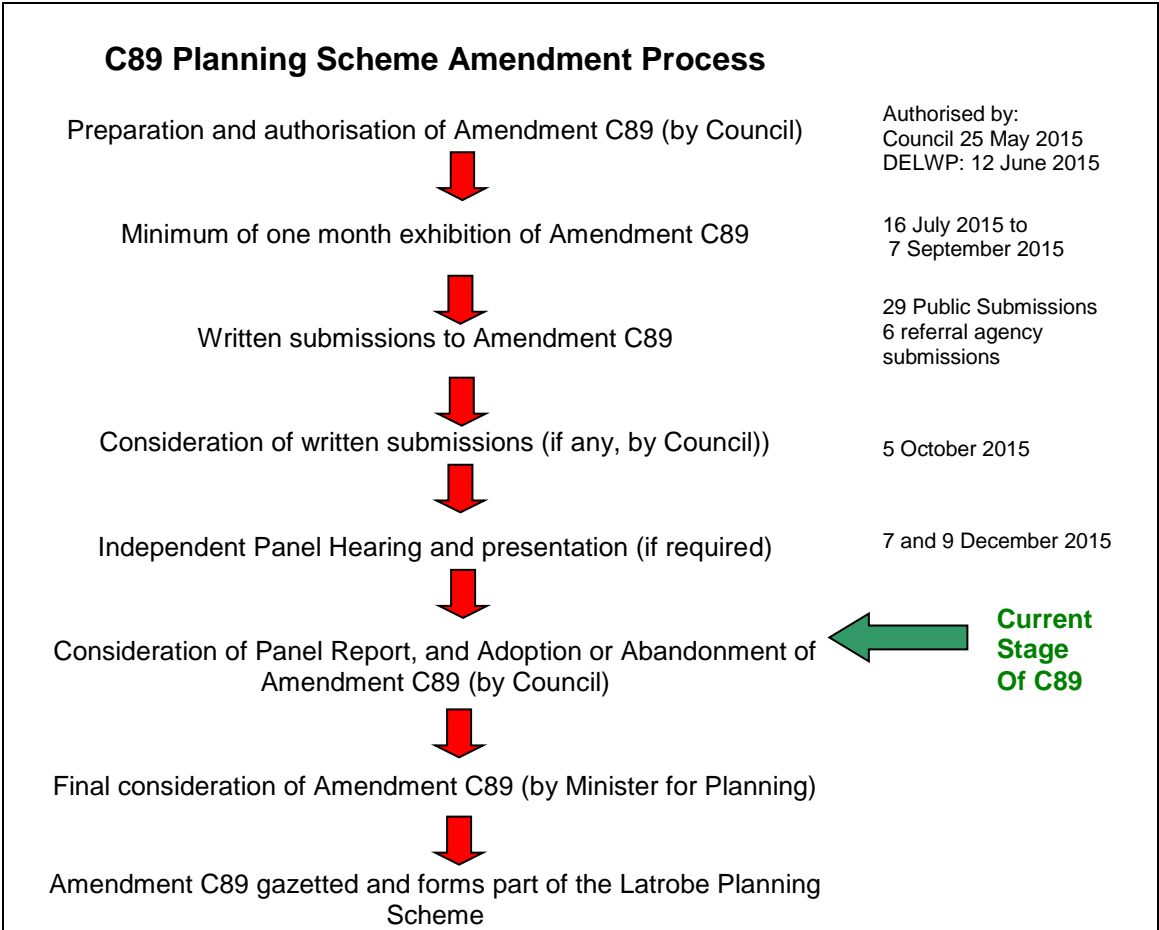 C89 Planning Scheme Amendment Process
Preparation and authorisation of Amendment C89 (by Council)
Authorised by:
Council 25 May 2015
DELWP: 12 June 2015
Minimum of one month exhibition of Amendment C89
16 July 2015 to
7 September 2015
Written submissions to Amendment C89
29 Public Submissions
6 referral agency
submissions
Consideration of written submissions (if any, by Council))
5 October 2015
Independent Panel Hearing and presentation (if required)
7 and 9 December 2015
Consideration of Panel Report, and Adoption or Abandonment of
Amendment C89 (by Council)
Current
Stage
Of C89
Final consideration of Amendment C89 (by Minister for Planning)
Amendment C89 gazetted and forms part of the Latrobe Planning
Scheme